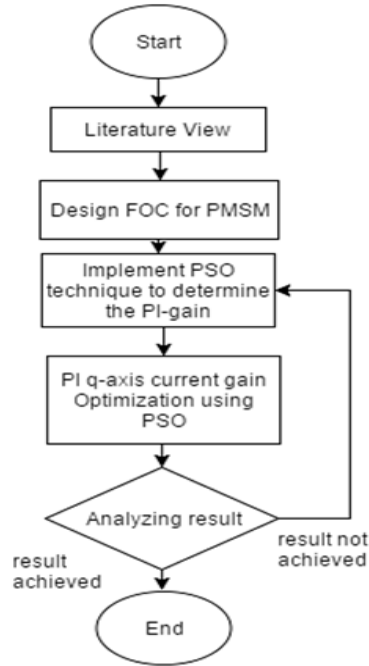 Start
Literature View
Design FOC for PMSM
Implement PSO
technique to determine
the PI-gain
PI q-axis current gain
Optimization using
PSO
Analyzing result
result not
achieved
result
achieved
End